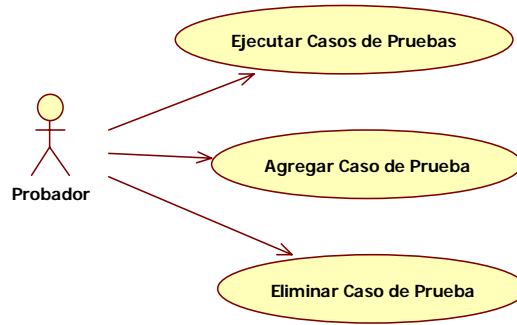 Ejecutar Casos de Pruebas
Agregar Caso de Prueba
Probador
Eliminar Caso de Prueba